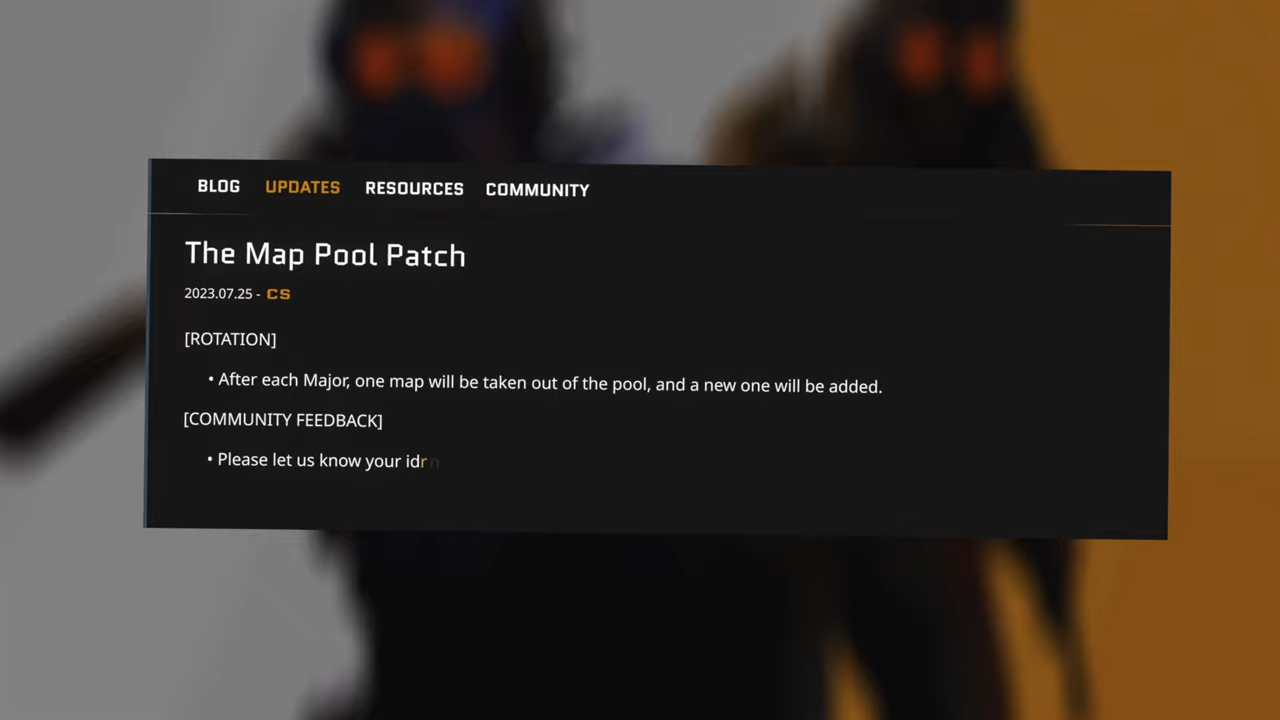 BLOG UPDATES RESOURCES COMMUNITY
The Map Pool Patch
2023.07.25 - CS
[ROTATION]
• After each Major, one map will be taken out of the pool, and a new one will be added.
[COMMUNITY FEEDBACK]
• Please let us know your